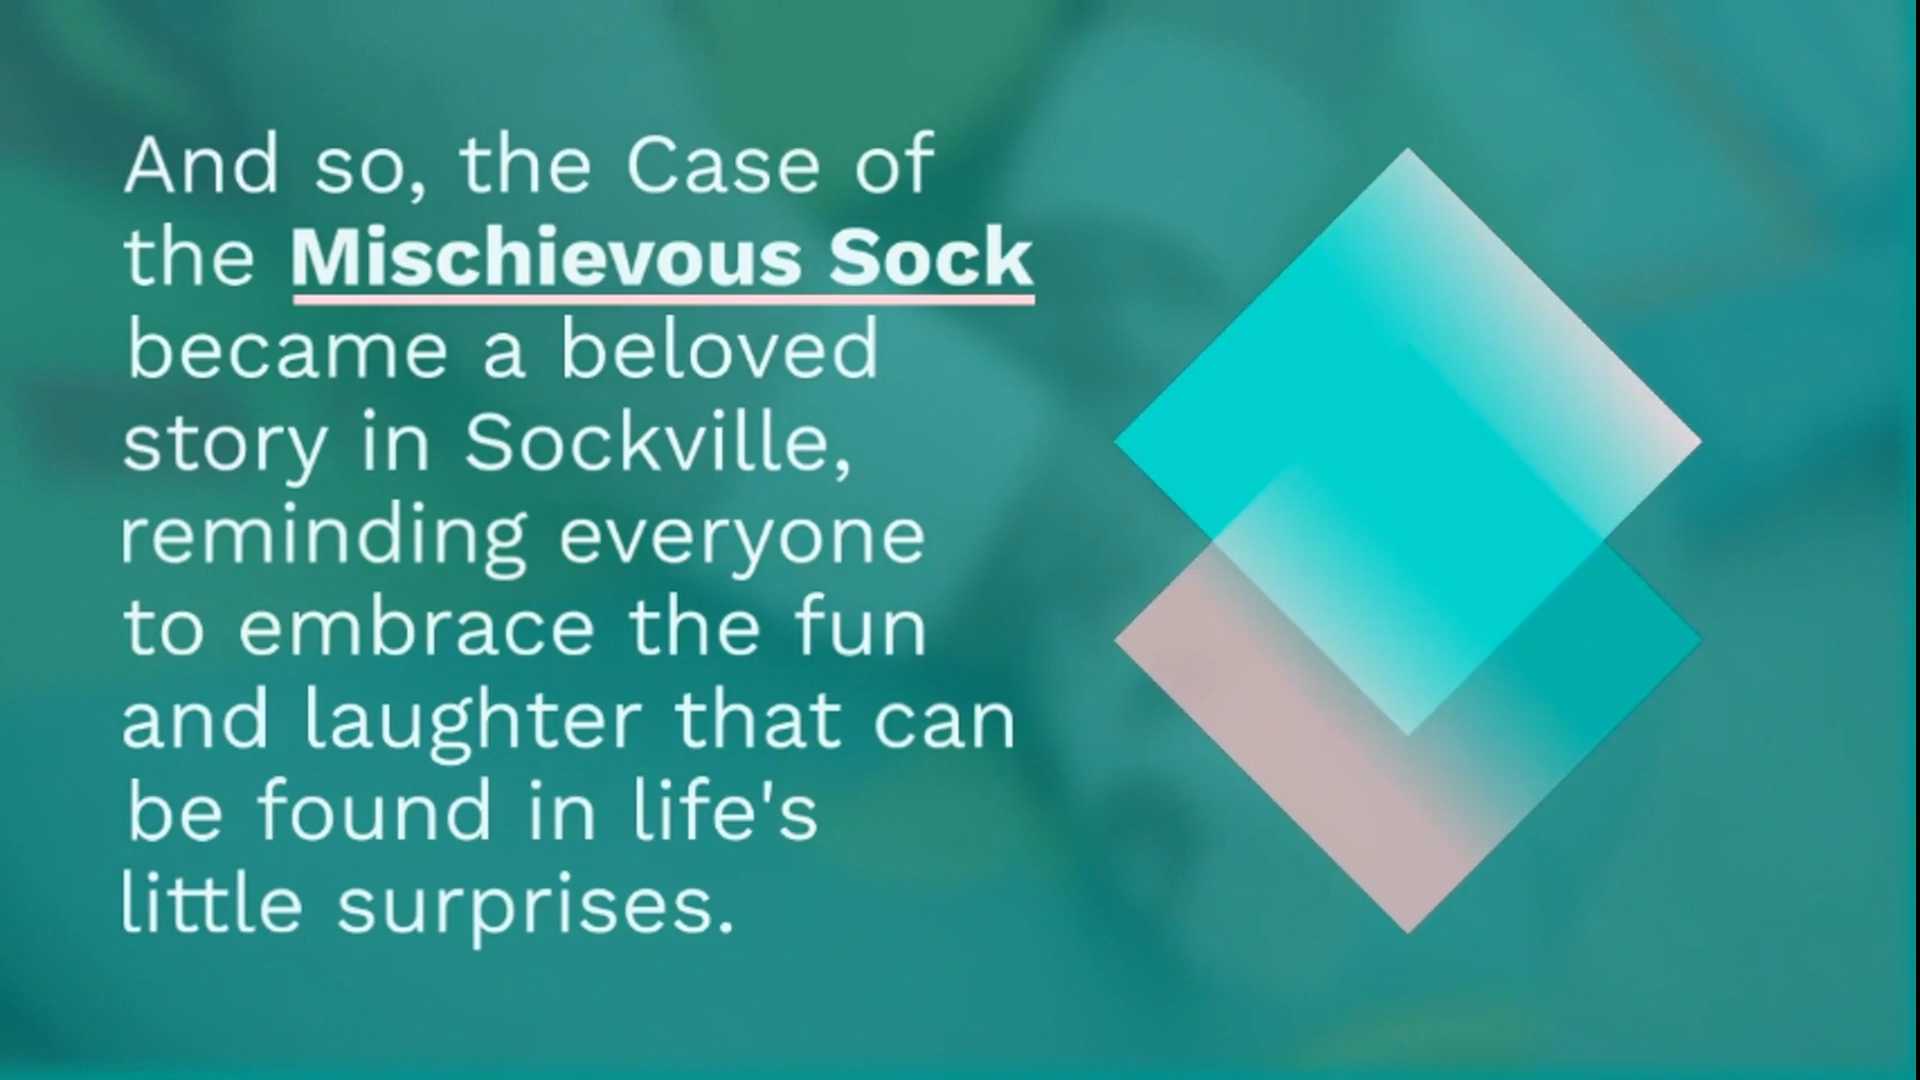 And so, the Case of
the Mischievous Sock
became a beloved
story in Sockville,
reminding everyone
to embrace the fun
and laughter that can
be found in life's
little surprises.